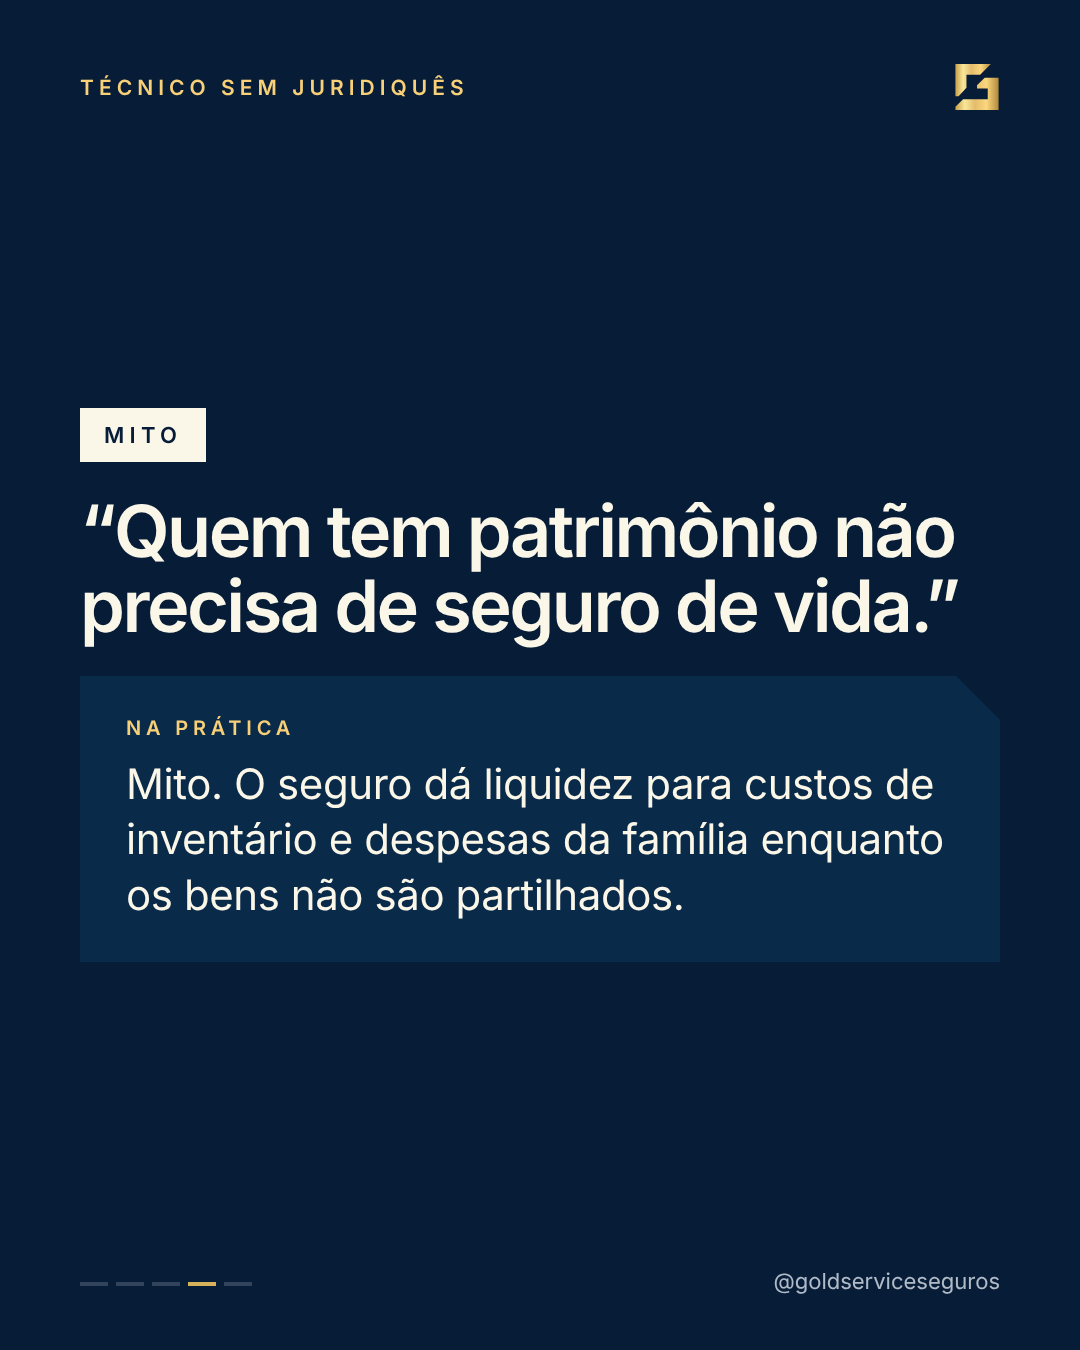 TÉCNICO SEM JURIDIQUÊS
MITO
“Quem tem patrimônio não
precisa de seguro de vida.”
NA PRÁTICA
Mito. O seguro dá liquidez para custos de
inventário e despesas da família enquanto
os bens não são partilhados.
@goldserviceseguros